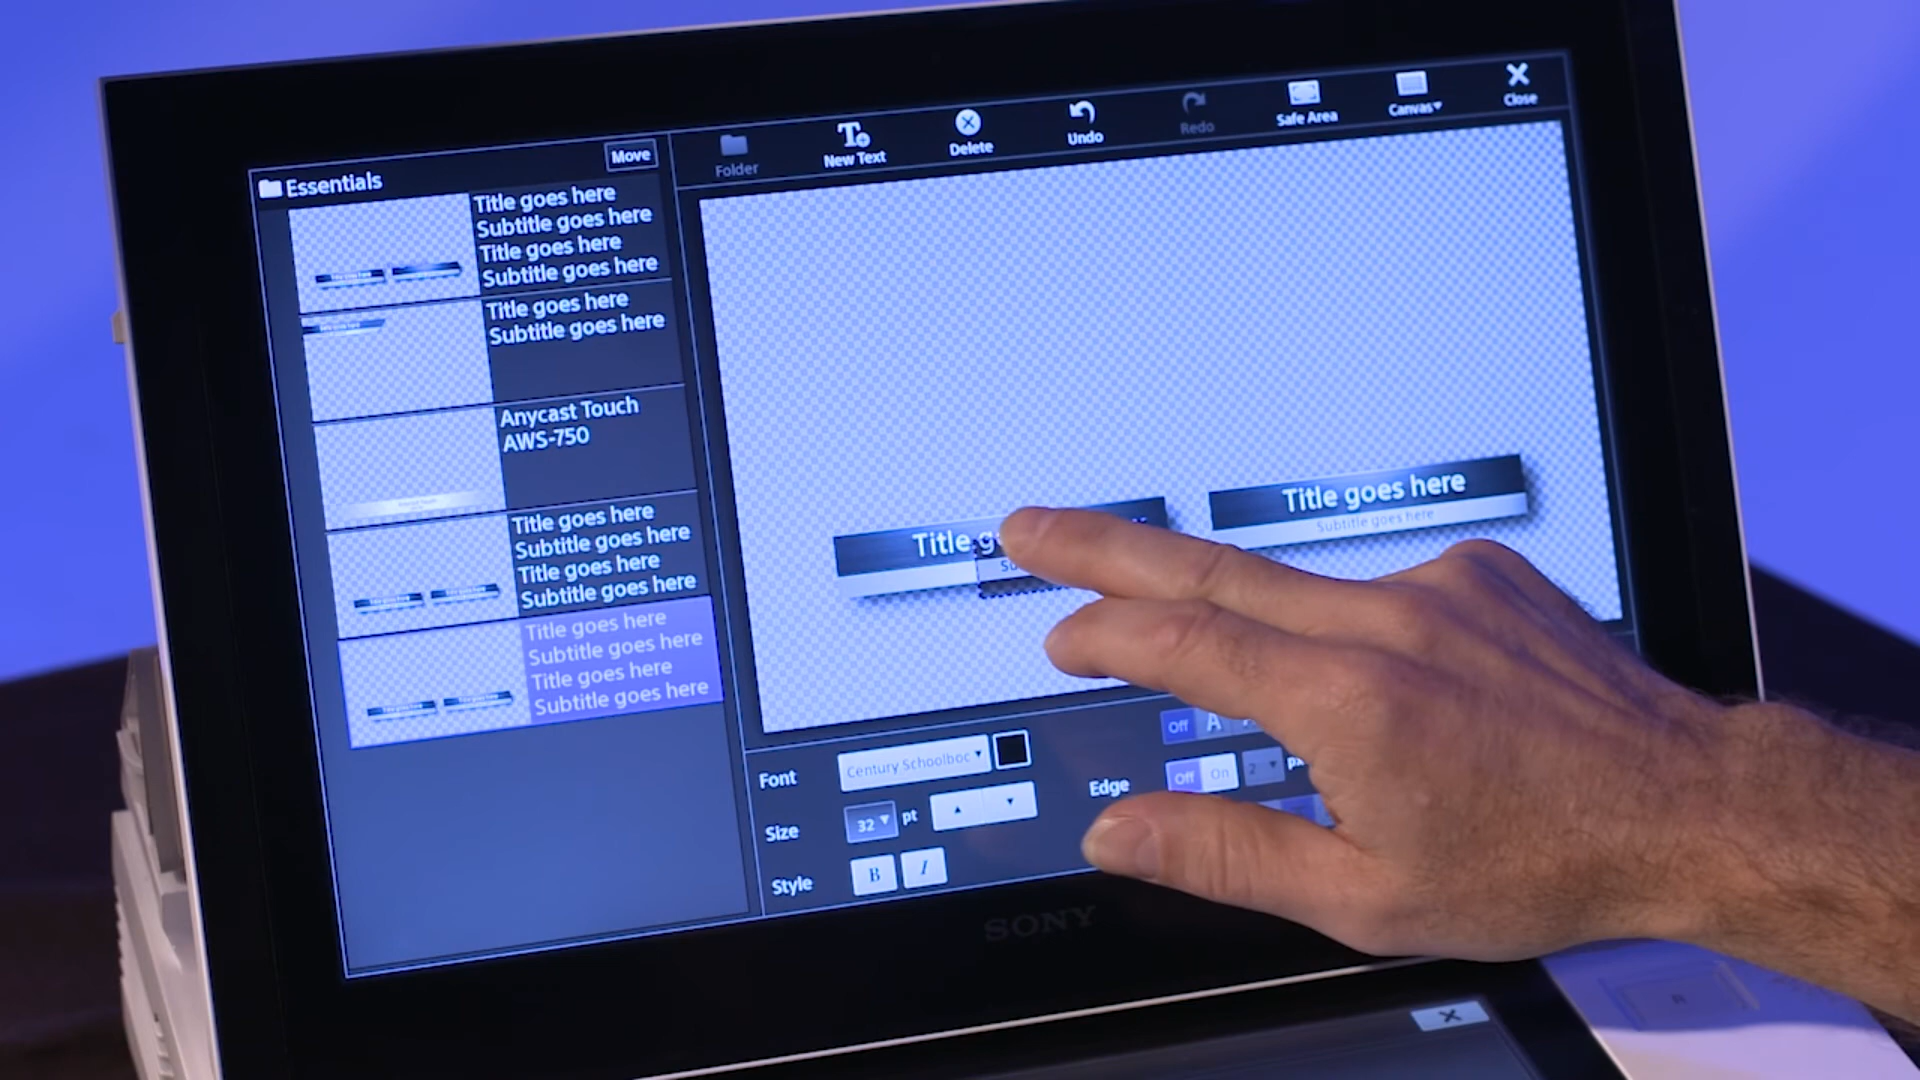 Essentials
Move
Title goes here
Subtitle goes here
Title goes here
Subtitle goes here
Title goes here
Subtitle goes here
Anycast Touch
AWS-750
Title goes here
Subtitle goes here
Title goes here
Subtitle goes here
Title goes here
Subtitle goes here
Title goes here
Subtitle goes here
Folder
New Text
Delete
Undo
Redo
Safe Area
Canvas
Close
Title g
Su
Title goes here
Subtitle goes here
Font
Century Schoolboc
Size
32
pt
Style
B
I
Off
A
Edge
Off
On
2
px
SONY